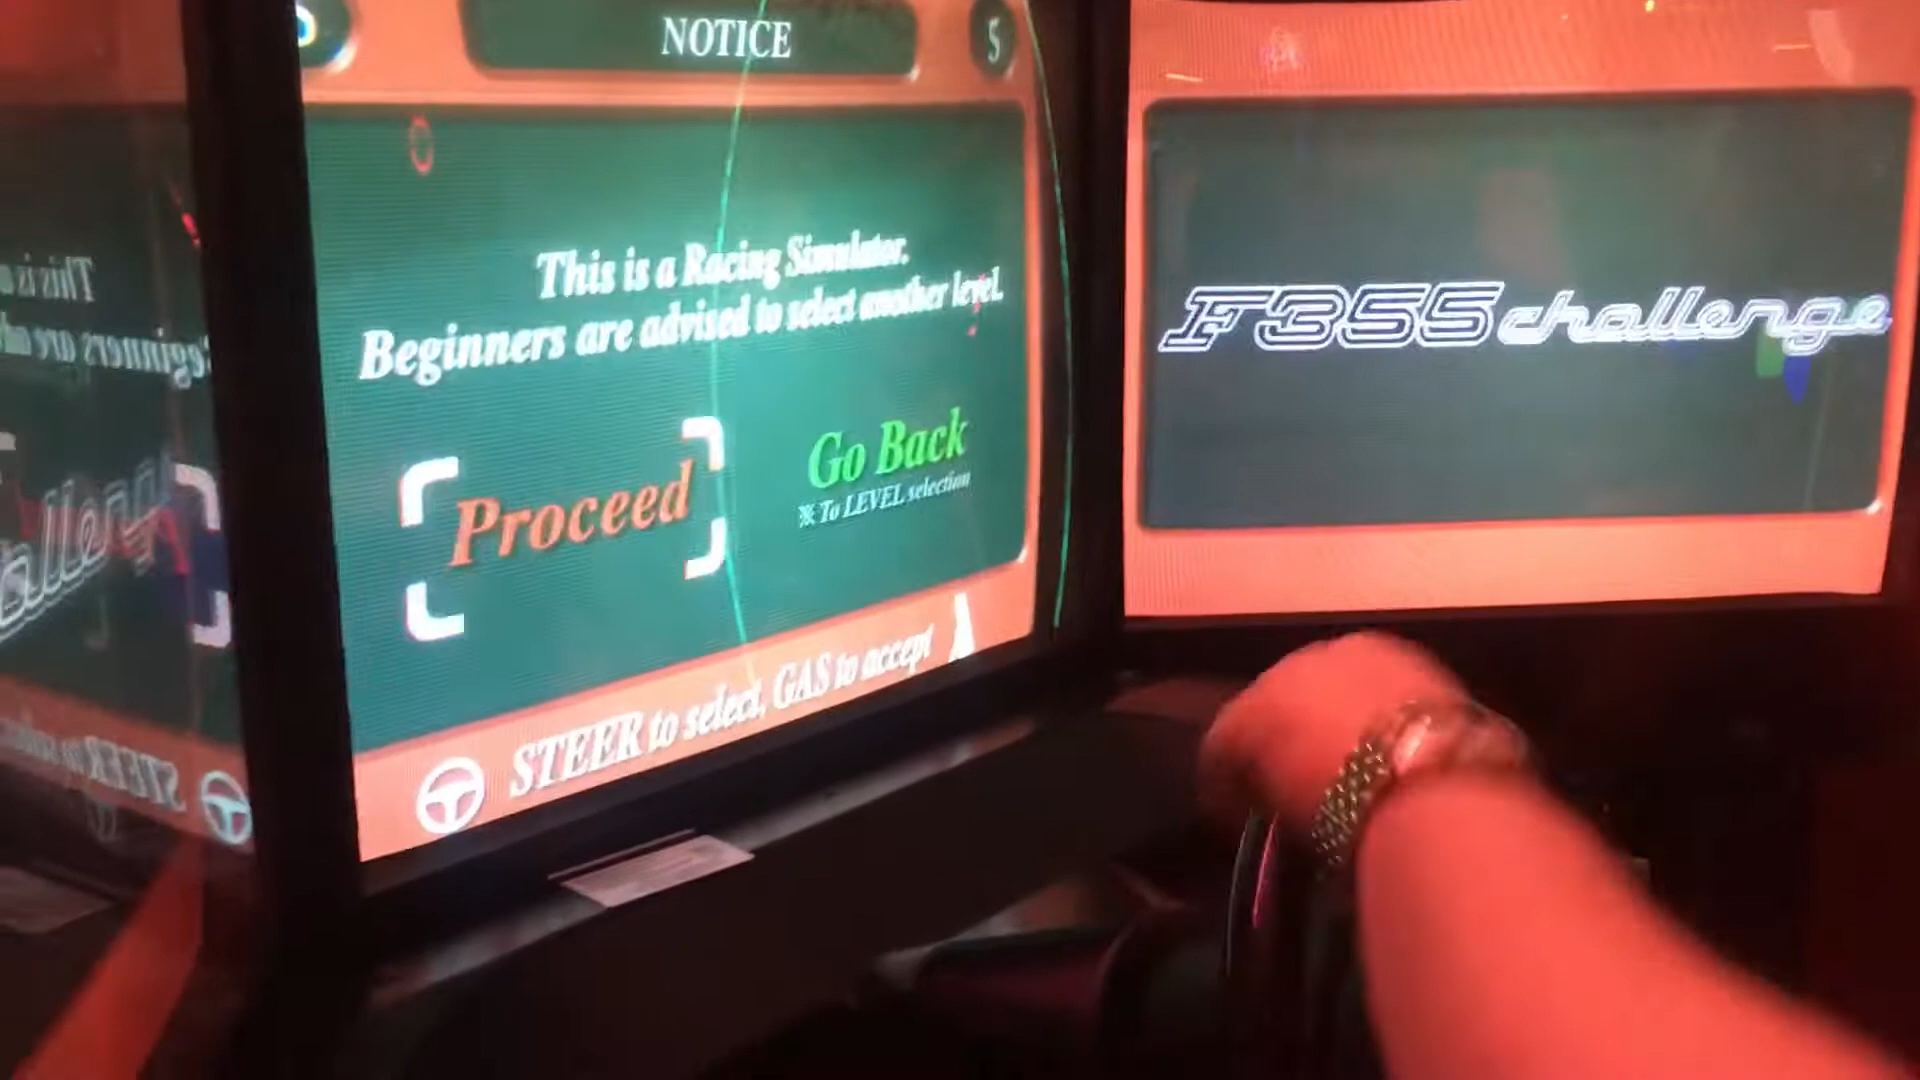 NOTICE
5
This is a Racing Simulator.
Beginners are advised to select another level.
Proceed
Go Back
※To LEVEL selection
STEER to select, GAS to accept
F355 challenge